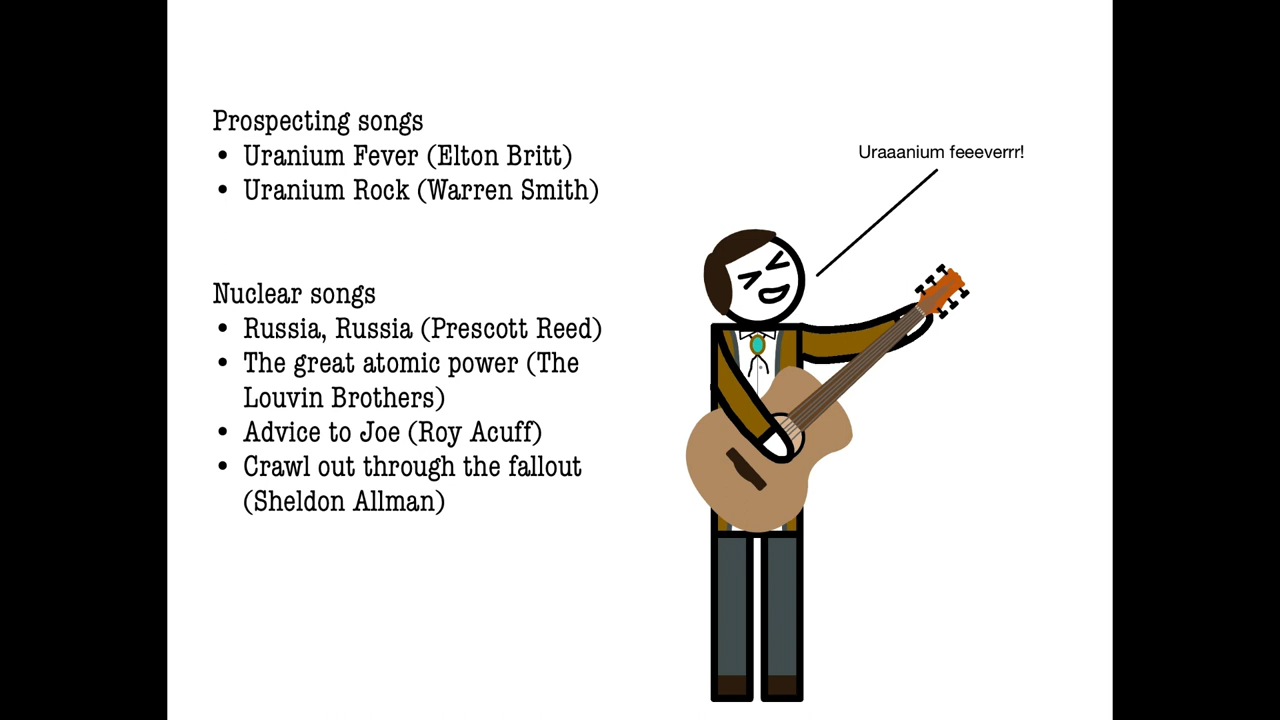 Prospecting songs
• Uranium Fever (Elton Britt)
• Uranium Rock (Warren Smith)
Nuclear songs
• Russia, Russia (Prescott Reed)
• The great atomic power (The
Louvin Brothers)
• Advice to Joe (Roy Acuff)
• Crawl out through the fallout
(Sheldon Allman)
Uraaanium feeeverrr!